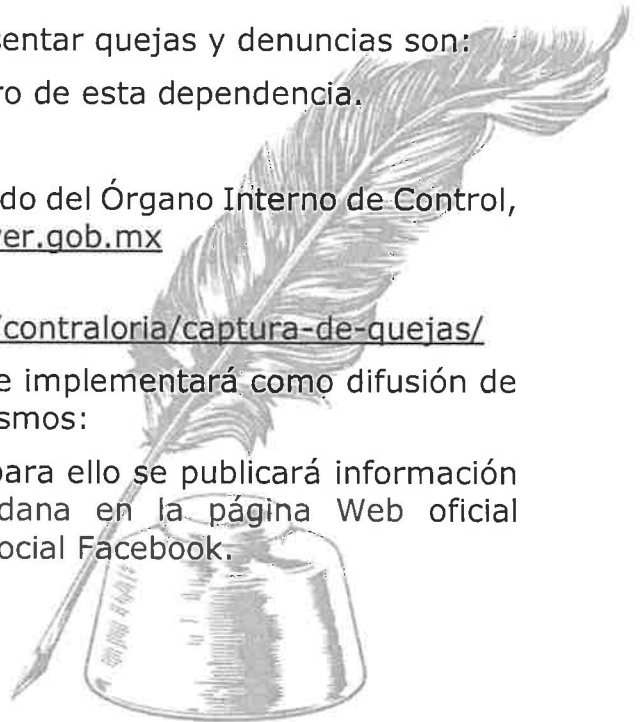 sentar quejas y denuncias son:
ro de esta dependencia.
do del Órgano Interno de Control,
ver.gob.mx
/contraloria/captura-de-quejas/
e implementará como difusión de
smos:
para ello se publicará información
dana en la página Web oficial
ocial Facebook.